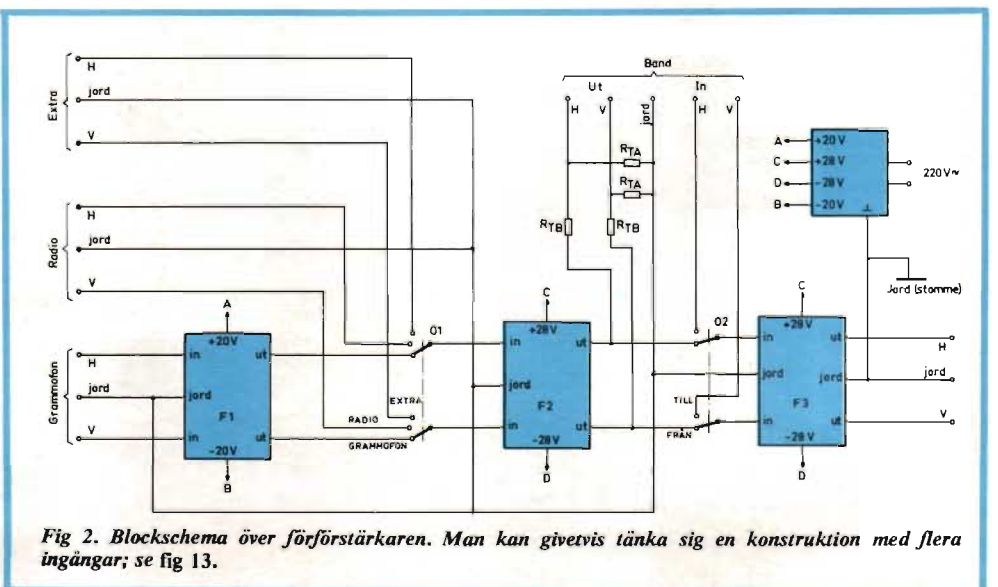 Extra
H
jord
V
Radio
H
jord
V
Grammofon
H
jord
V
A
+20V
in
ut
jord
F1
in
ut
-20V
B
O1
EXTRA
RADIO
GRAMMOFON
C
+28V
in
ut
jord
F2
in
ut
-28V
D
Band
Ut
In
H
V
jord
H
V
RTA
RTA
RTB
RTB
O2
TILL
FRÅN
C
+28V
in
ut
jord
jord
F3
in
ut
-28V
D
A
+20V
C
+28V
D
-28V
B
-20V
220V~
Jord (stomme)
H
jord
V
Fig 2. Blockschema över förförstärkaren. Man kan givetvis tänka sig en konstruktion med flera
ingångar; se fig 13.